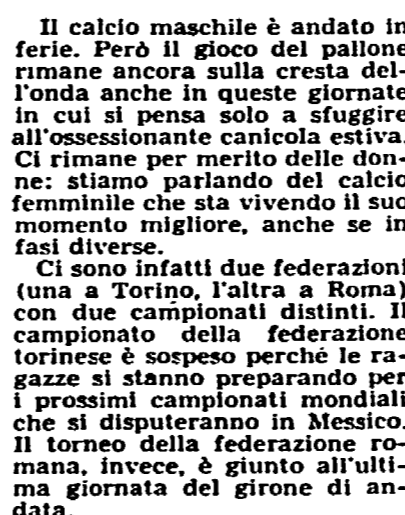 Il calcio maschile è andato in
ferie. Però il gioco del pallone
rimane ancora sulla cresta del-
l'onda anche in queste giornate
in cui si pensa solo a sfuggire
all'ossessionante canicola estiva.
Ci rimane per merito delle don-
ne: stiamo parlando del calcio
femminile che sta vivendo il suo
momento migliore, anche se in
fasi diverse.
Ci sono infatti due federazioni
(una a Torino, l'altra a Roma)
con due campionati distinti. Il
campionato della federazione
torinese è sospeso perché le ra-
gazze si stanno preparando per
i prossimi campionati mondiali
che si disputeranno in Messico.
Il torneo della federazione ro-
mana, invece, è giunto all'ulti-
ma giornata del girone di an-
data.